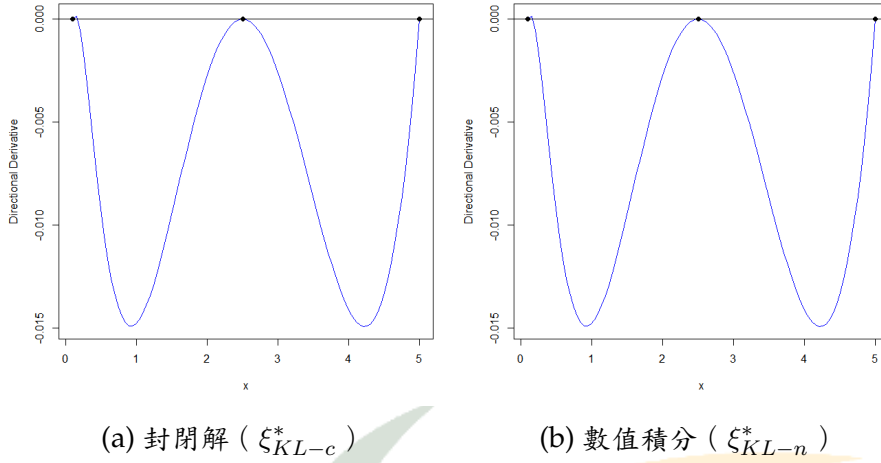 0.000
-0.005
-0.010
-0.015
Directional Derivative
0 1 2 3 4 5
x
(a) 封閉解 ( ξ*KL−c )
0.000
-0.005
-0.010
-0.015
Directional Derivative
0 1 2 3 4 5
x
(b) 數值積分 ( ξ*KL−n )